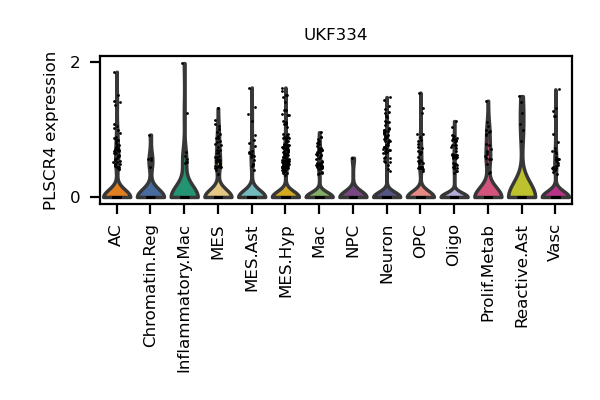 UKF334
PLSCR4 expression
2
0
AC
Chromatin.Reg
Inflammatory.Mac
MES
MES.Ast
MES.Hyp
Mac
NPC
Neuron
OPC
Oligo
Prolif.Metab
Reactive.Ast
Vasc